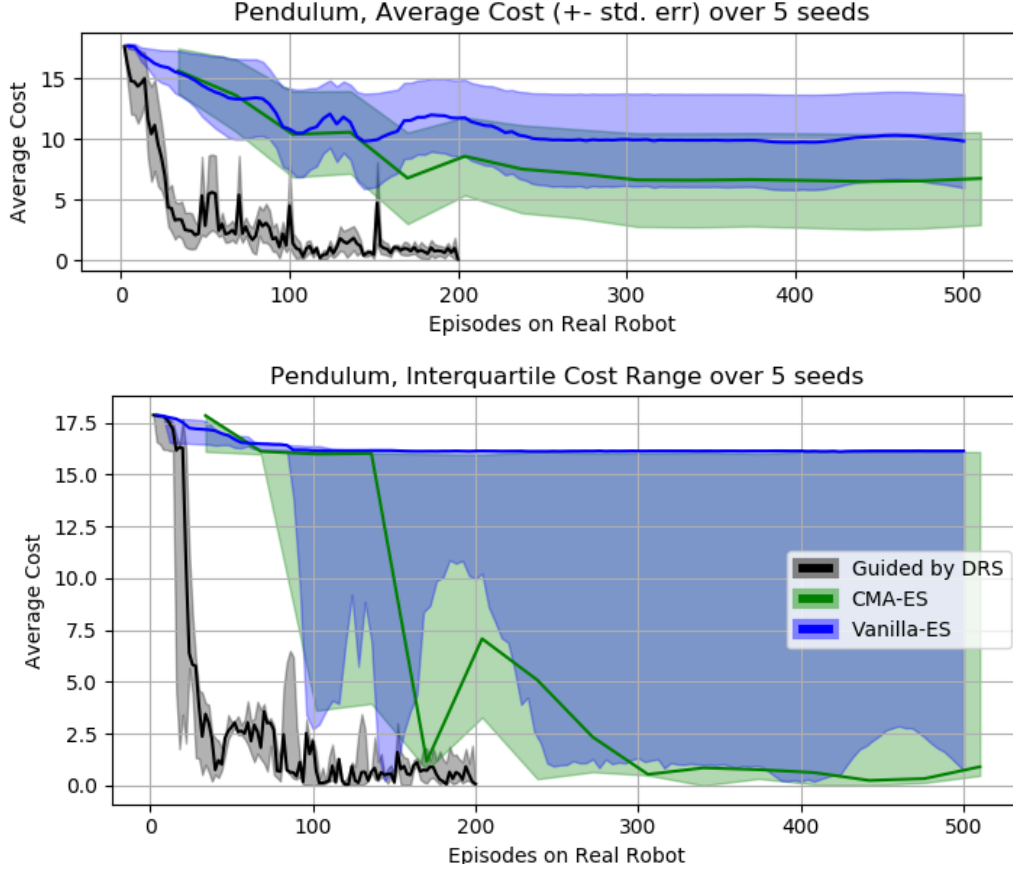 Pendulum, Average Cost (+- std. err) over 5 seeds
Average Cost
15
10
5
0
0 100 200 300 400 500
Episodes on Real Robot
Pendulum, Interquartile Cost Range over 5 seeds
Average Cost
17.5
15.0
12.5
10.0
7.5
5.0
2.5
0.0
Guided by DRS
CMA-ES
Vanilla-ES
0 100 200 300 400 500
Episodes on Real Robot